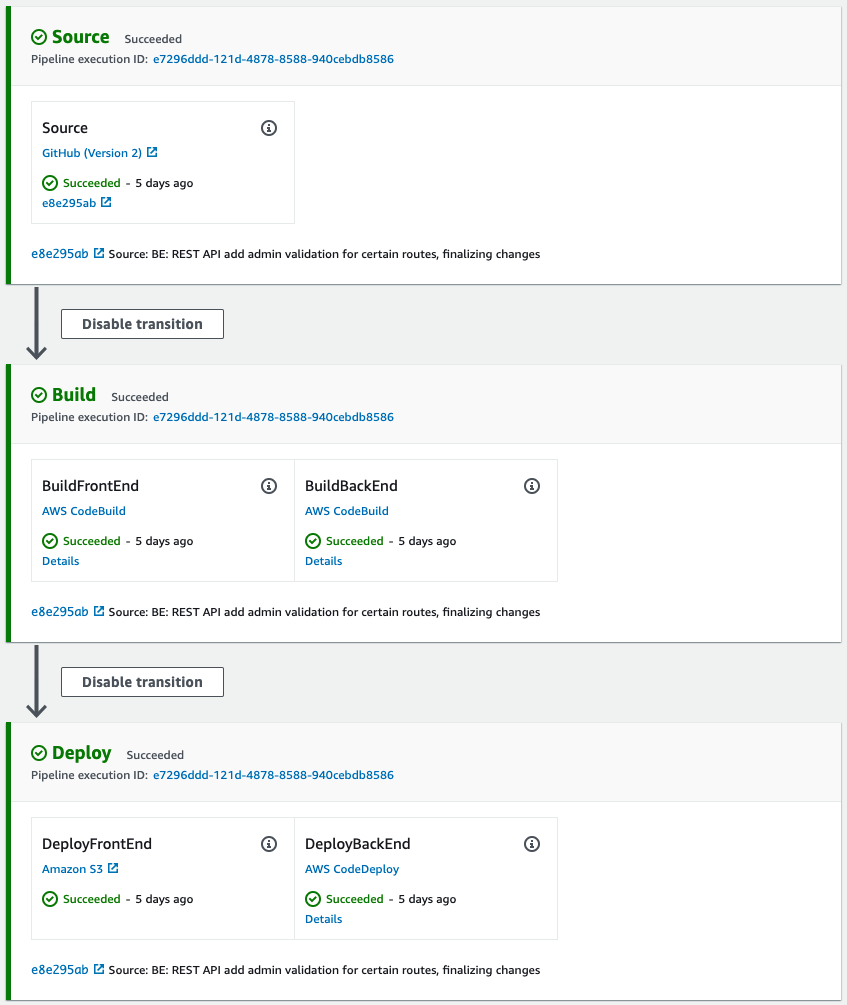 Source Succeeded
Pipeline execution ID: e7296ddd-121d-4878-8588-940cebdb8586
Source
GitHub (Version 2)
Succeeded - 5 days ago
e8e295ab
e8e295ab Source: BE: REST API add admin validation for certain routes, finalizing changes
Disable transition
Build Succeeded
Pipeline execution ID: e7296ddd-121d-4878-8588-940cebdb8586
BuildFrontEnd
AWS CodeBuild
Succeeded - 5 days ago
Details
BuildBackEnd
AWS CodeBuild
Succeeded - 5 days ago
Details
e8e295ab Source: BE: REST API add admin validation for certain routes, finalizing changes
Disable transition
Deploy Succeeded
Pipeline execution ID: e7296ddd-121d-4878-8588-940cebdb8586
DeployFrontEnd
Amazon S3
Succeeded - 5 days ago
DeployBackEnd
AWS CodeDeploy
Succeeded - 5 days ago
Details
e8e295ab Source: BE: REST API add admin validation for certain routes, finalizing changes